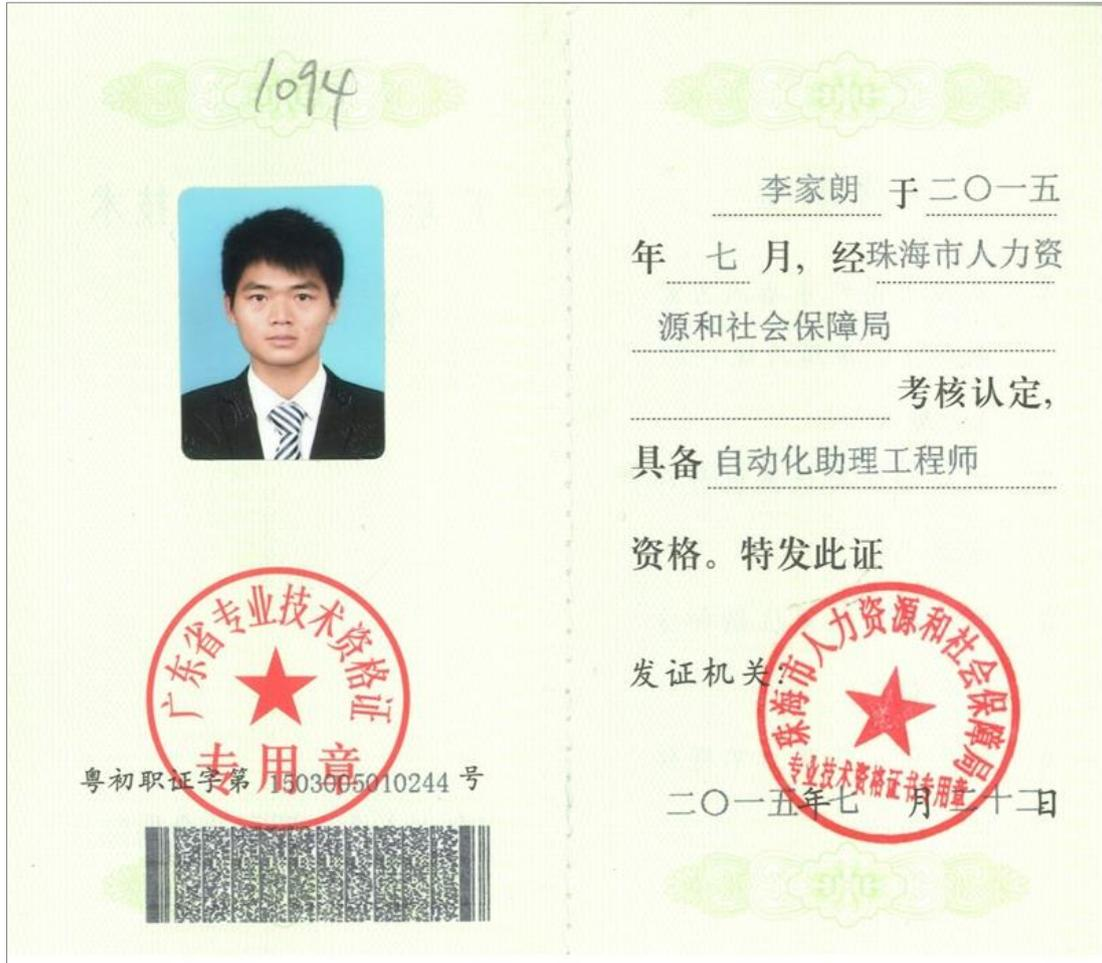 1094
广东省专业技术资格证
专用章
粤初职证字第 1503005010244 号
李家朗 于二〇一五
年 七 月，经珠海市人力资
源和社会保障局
考核认定，
具备 自动化助理工程师
资格。特发此证
发证机关：
珠海市人力资源和社会保障局
专业技术资格证书专用章
二〇一五年七 月二十二日